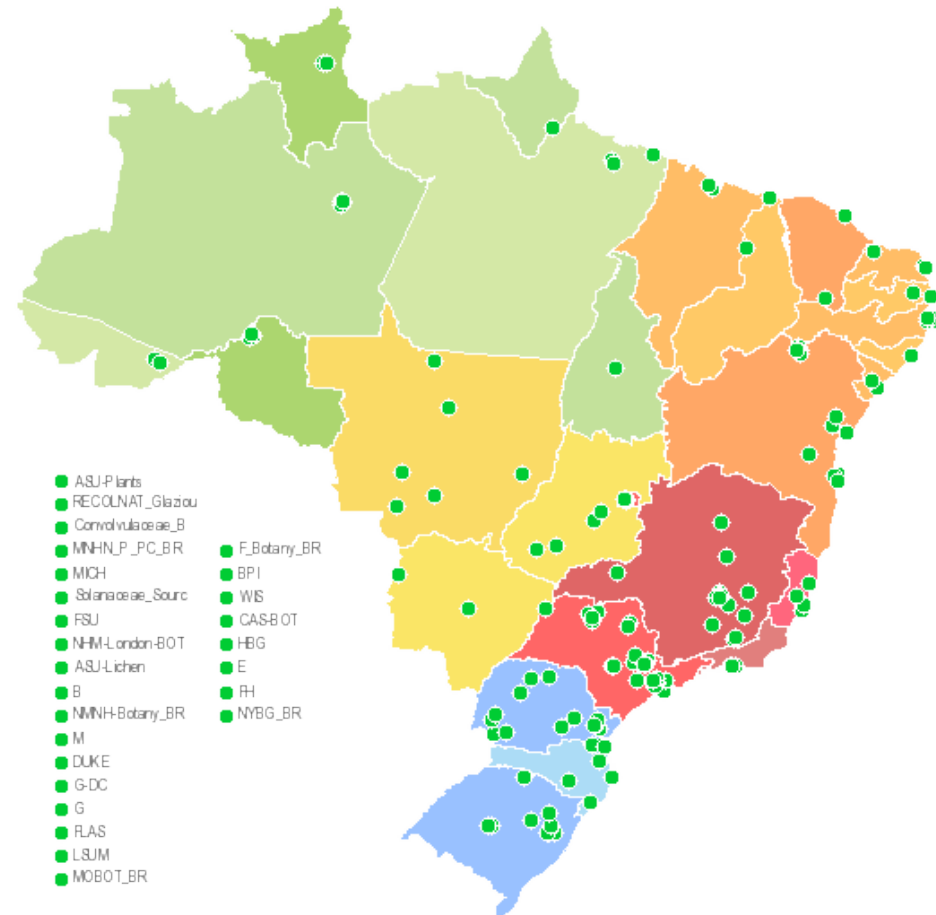 ASU-Plants
RECOLNAT_Glaziou
Convolvulaceae_B
MNHN_P_PC_BR
MICH
Solanaceae_Sourc
FSU
NHM-London-BOT
ASU-Lichen
B
NMNH-Botany_BR
M
DUKE
G-DC
G
FLAS
LSUM
MOBOT_BR
F_Botany_BR
BPI
WIS
CAS-BOT
HBG
E
FH
NYBG_BR